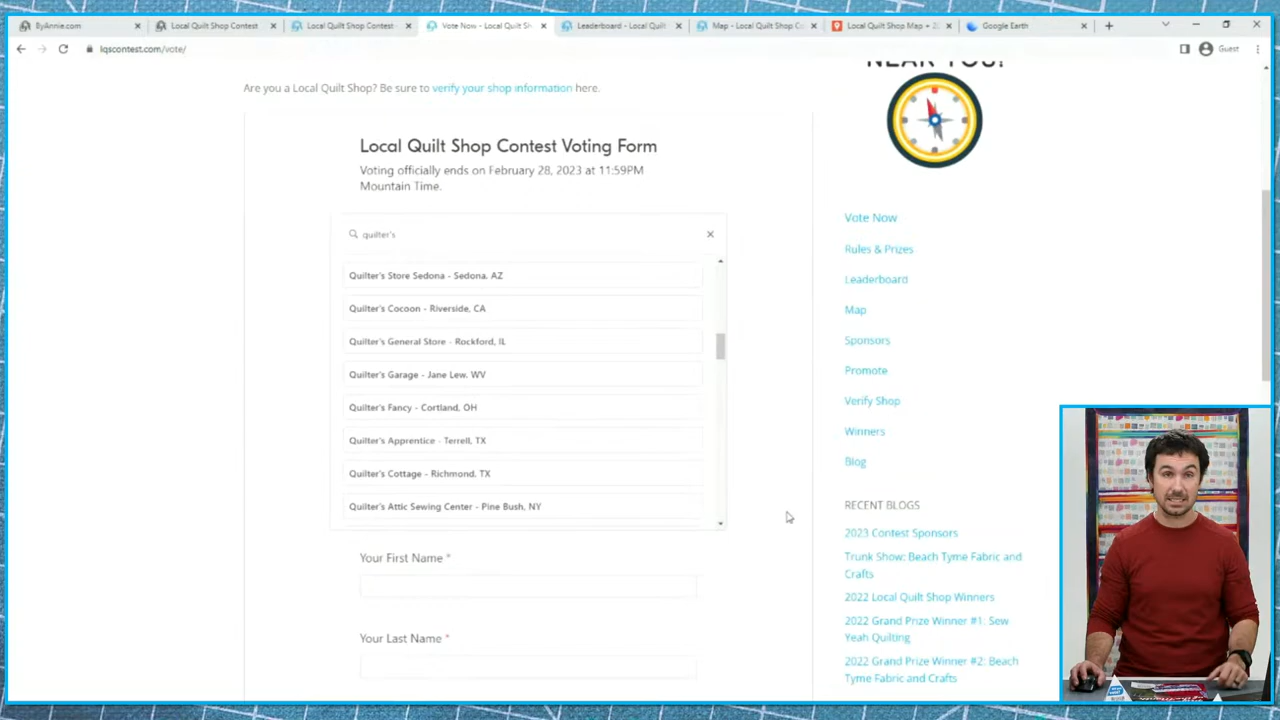 ByAnnie.com
Local Quilt Shop Contest
Local Quilt Shop Contest
Vote Now - Local Quilt Sh
Leaderboard - Local Quilt
Map - Local Quilt Shop Co
Local Quilt Shop Map + 2
Google Earth
lqscontest.com/vote/
Guest
NEAR YOU!
Are you a Local Quilt Shop? Be sure to verify your shop information here.
Local Quilt Shop Contest Voting Form
Voting officially ends on February 28, 2023 at 11:59PM
Mountain Time.
quilter's
Quilter's Store Sedona - Sedona, AZ
Quilter's Cocoon - Riverside, CA
Quilter's General Store - Rockford, IL
Quilter's Garage - Jane Lew, WV
Quilter's Fancy - Cortland, OH
Quilter's Apprentice - Terrell, TX
Quilter's Cottage - Richmond, TX
Quilter's Attic Sewing Center - Pine Bush, NY
Your First Name *
Your Last Name *
Vote Now
Rules & Prizes
Leaderboard
Map
Sponsors
Promote
Verify Shop
Winners
Blog
RECENT BLOGS
2023 Contest Sponsors
Trunk Show: Beach Tyme Fabric and
Crafts
2022 Local Quilt Shop Winners
2022 Grand Prize Winner #1: Sew
Yeah Quilting
2022 Grand Prize Winner #2: Beach
Tyme Fabric and Crafts